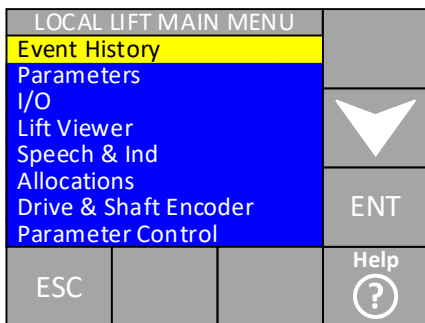 LOCAL LIFT MAIN MENU
Event History
Parameters
I/O
Lift Viewer
Speech & Ind
Allocations
Drive & Shaft Encoder
Parameter Control
ENT
ESC
Help
?